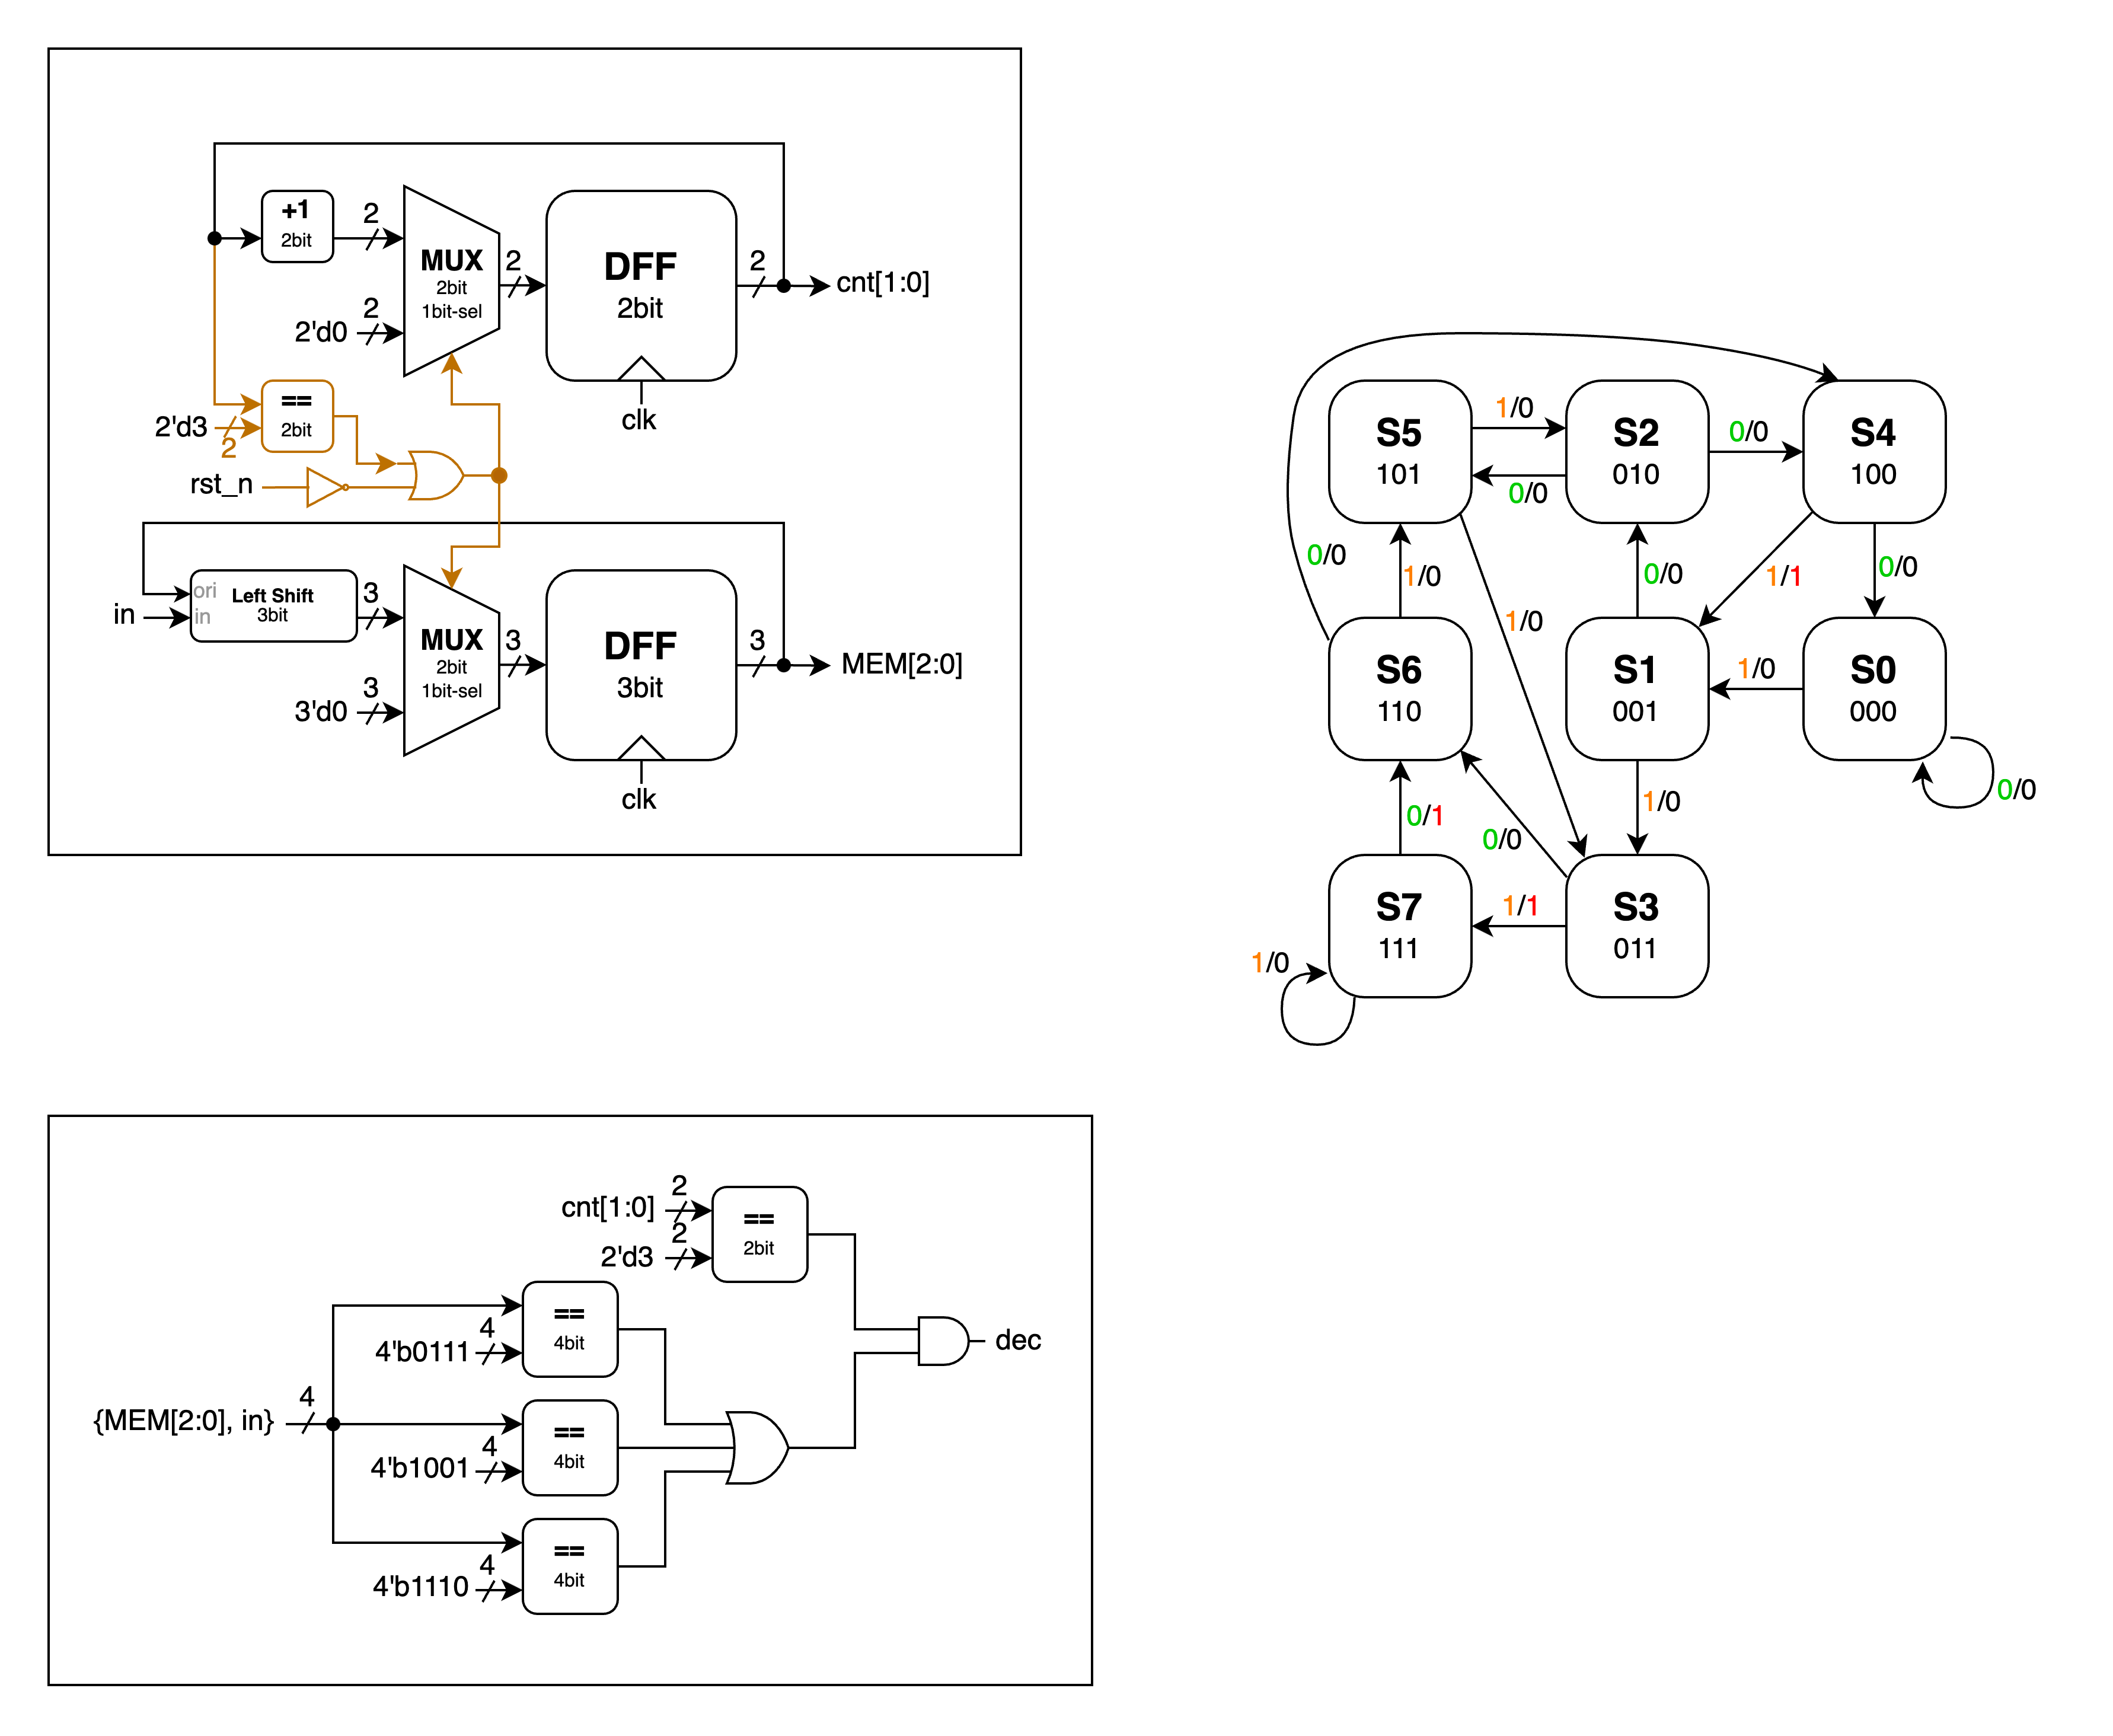 +1
2bit
2
MUX
2bit
1bit-sel
2
DFF
2bit
2
cnt[1:0]
2'd0
2
clk
==
2bit
2'd3
2
rst_n
ori
in
in
Left Shift
3bit
3
MUX
2bit
1bit-sel
3
DFF
3bit
3
MEM[2:0]
3'd0
3
clk
S5
101
1/0
0/0
S2
010
0/0
S4
100
0/0
1/0
1/0
0/0
1/1
0/0
S6
110
S1
001
1/0
S0
000
0/0
0/1
0/0
1/0
S7
111
1/1
S3
011
1/0
cnt[1:0]
2
2'd3
2
==
2bit
==
4bit
4'b0111
4
dec
{MEM[2:0], in}
4
==
4bit
4'b1001
4
==
4bit
4'b1110
4